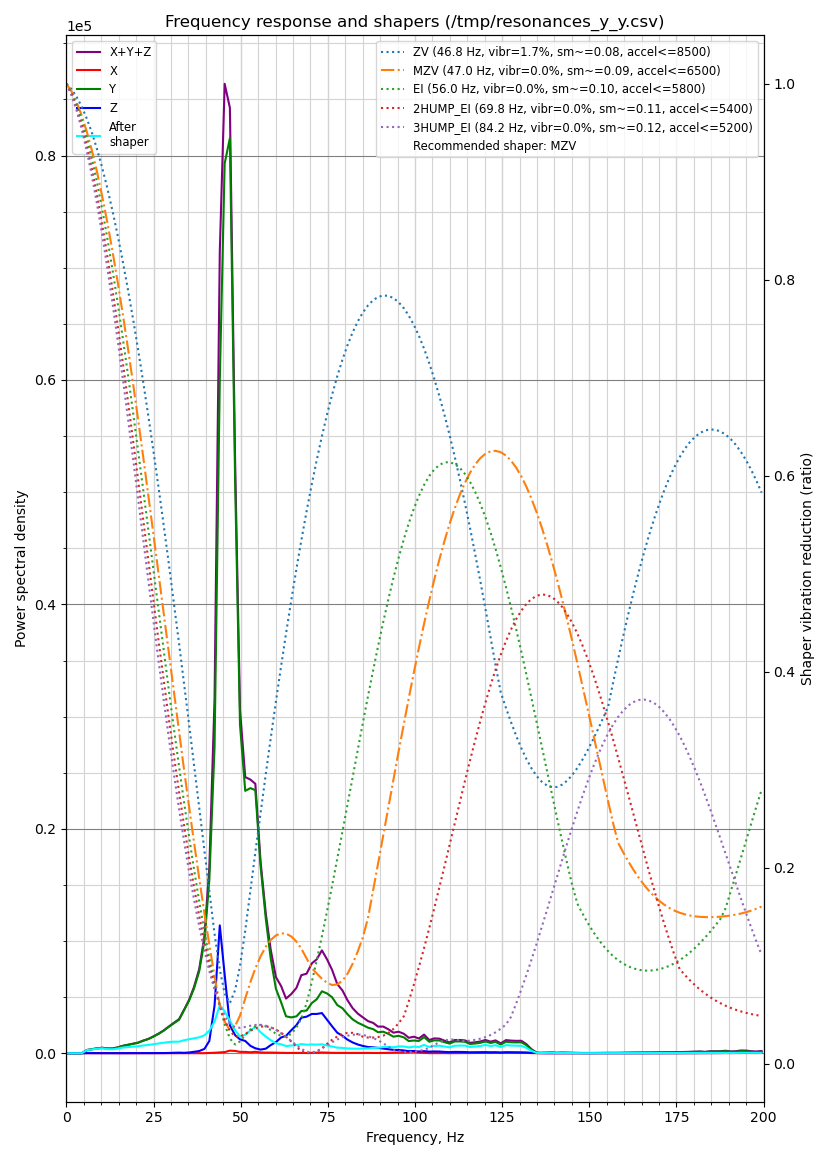 Frequency response and shapers (/tmp/resonances_y_y.csv)
1e5
X+Y+Z
X
Y
Z
After
shaper
ZV (46.8 Hz, vibr=1.7%, sm~=0.08, accel<=8500)
MZV (47.0 Hz, vibr=0.0%, sm~=0.09, accel<=6500)
EI (56.0 Hz, vibr=0.0%, sm~=0.10, accel<=5800)
2HUMP_EI (69.8 Hz, vibr=0.0%, sm~=0.11, accel<=5400)
3HUMP_EI (84.2 Hz, vibr=0.0%, sm~=0.12, accel<=5200)
Recommended shaper: MZV
0.8
0.6
0.4
0.2
0.0
Power spectral density
1.0
0.8
0.6
0.4
0.2
0.0
Shaper vibration reduction (ratio)
0 25 50 75 100 125 150 175 200
Frequency, Hz